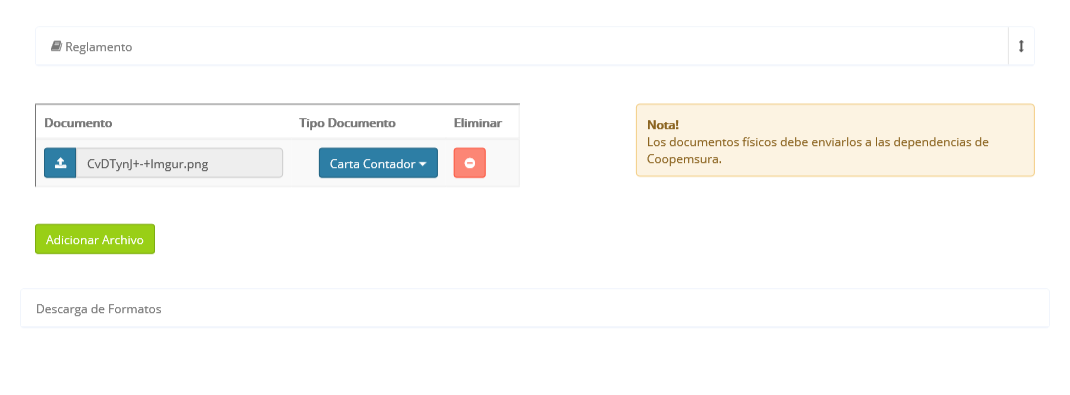 Reglamento
Documento Tipo Documento Eliminar
CvDTynJ+-+Imgur.png Carta Contador
Nota!
Los documentos físicos debe enviarlos a las dependencias de
Coopemsura.
Adicionar Archivo
Descarga de Formatos